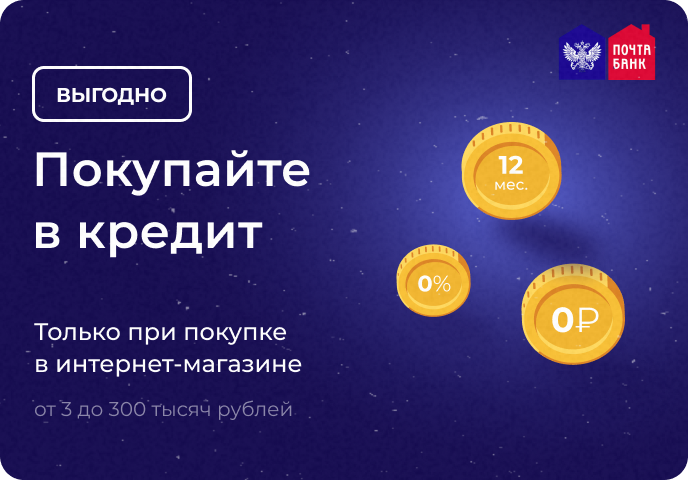 ПОЧТА
БАНК
ВЫГОДНО
Покупайте
в кредит
12
мес.
0%
0₽
Только при покупке
в интернет-магазине
от 3 до 300 тысяч рублей